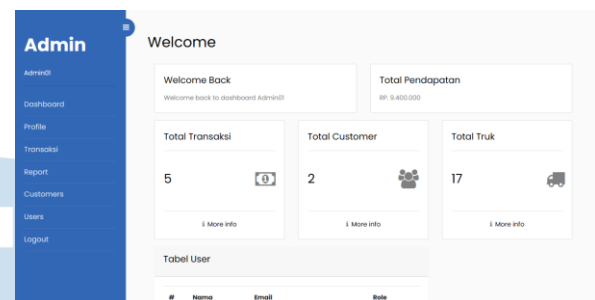 Admin
Admin01
Dashboard
Profile
Transaksi
Report
Customers
Users
Logout
Welcome
Welcome Back
Welcome back to dashboard Admin01
Total Pendapatan
RP. 9.400.000
Total Transaksi
5
i More info
Total Customer
2
i More info
Total Truk
17
i More info
Tabel User
# Nama Email Role